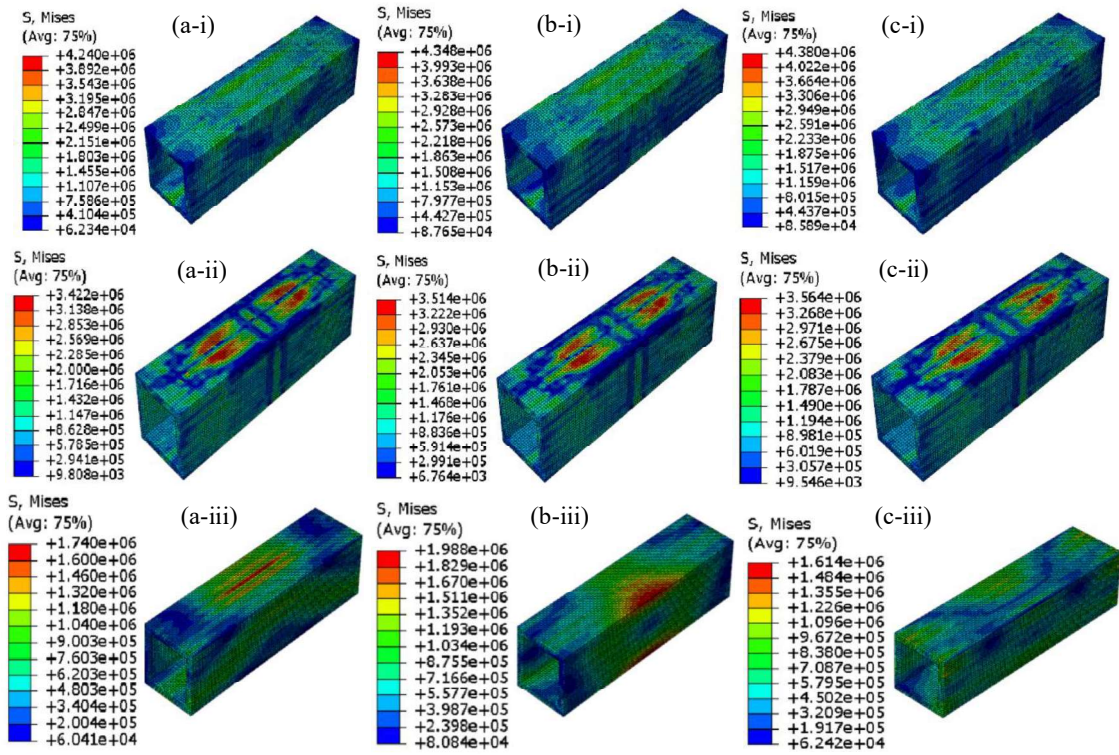 S, Mises
(Avg: 75%)
+4.240e+06
+3.892e+06
+3.543e+06
+3.195e+06
+2.847e+06
+2.499e+06
+2.151e+06
+1.803e+06
+1.455e+06
+1.107e+06
+7.586e+05
+4.104e+05
+6.234e+04
(a-i)
S, Mises
(Avg: 75%)
+4.348e+06
+3.993e+06
+3.638e+06
+3.283e+06
+2.928e+06
+2.573e+06
+2.218e+06
+1.863e+06
+1.508e+06
+1.153e+06
+7.977e+05
+4.427e+05
+8.765e+04
(b-i)
S, Mises
(Avg: 75%)
+4.380e+06
+4.022e+06
+3.664e+06
+3.306e+06
+2.949e+06
+2.591e+06
+2.233e+06
+1.875e+06
+1.517e+06
+1.159e+06
+8.015e+05
+4.437e+05
+8.589e+04
(c-i)
S, Mises
(Avg: 75%)
+3.422e+06
+3.138e+06
+2.853e+06
+2.569e+06
+2.285e+06
+2.000e+06
+1.716e+06
+1.432e+06
+1.147e+06
+8.628e+05
+5.785e+05
+2.941e+05
+9.808e+03
(a-ii)
S, Mises
(Avg: 75%)
+3.514e+06
+3.222e+06
+2.930e+06
+2.637e+06
+2.345e+06
+2.053e+06
+1.761e+06
+1.468e+06
+1.176e+06
+8.836e+05
+5.914e+05
+2.991e+05
+6.764e+03
(b-ii)
S, Mises
(Avg: 75%)
+3.564e+06
+3.268e+06
+2.971e+06
+2.675e+06
+2.379e+06
+2.083e+06
+1.787e+06
+1.490e+06
+1.194e+06
+8.981e+05
+6.019e+05
+3.057e+05
+9.546e+03
(c-ii)
S, Mises
(Avg: 75%)
+1.740e+06
+1.600e+06
+1.460e+06
+1.320e+06
+1.180e+06
+1.040e+06
+9.003e+05
+7.603e+05
+6.203e+05
+4.803e+05
+3.404e+05
+2.004e+05
+6.041e+04
(a-iii)
S, Mises
(Avg: 75%)
+1.988e+06
+1.829e+06
+1.670e+06
+1.511e+06
+1.352e+06
+1.193e+06
+1.034e+06
+8.755e+05
+7.166e+05
+5.577e+05
+3.987e+05
+2.398e+05
+8.084e+04
(b-iii)
S, Mises
(Avg: 75%)
+1.614e+06
+1.484e+06
+1.355e+06
+1.226e+06
+1.096e+06
+9.672e+05
+8.380e+05
+7.087e+05
+5.795e+05
+4.502e+05
+3.209e+05
+1.917e+05
+6.242e+04
(c-iii)